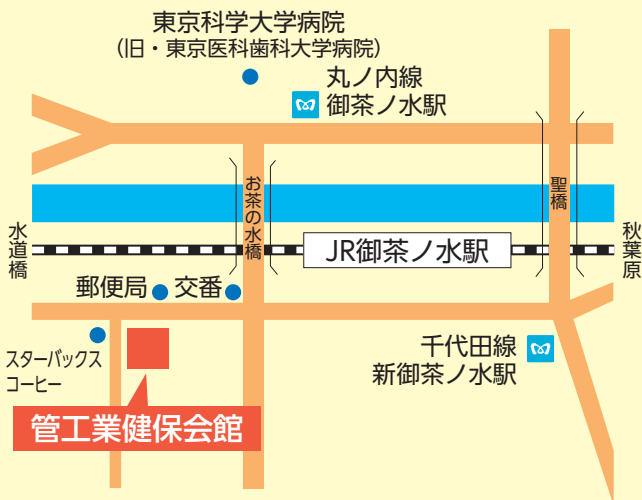 東京科学大学病院
（旧・東京医科歯科大学病院）
丸ノ内線
御茶ノ水駅
お茶の水橋
聖橋
水道橋
秋葉原
JR御茶ノ水駅
郵便局
交番
スターバックス
コーヒー
千代田線
新御茶ノ水駅
管工業健保会館